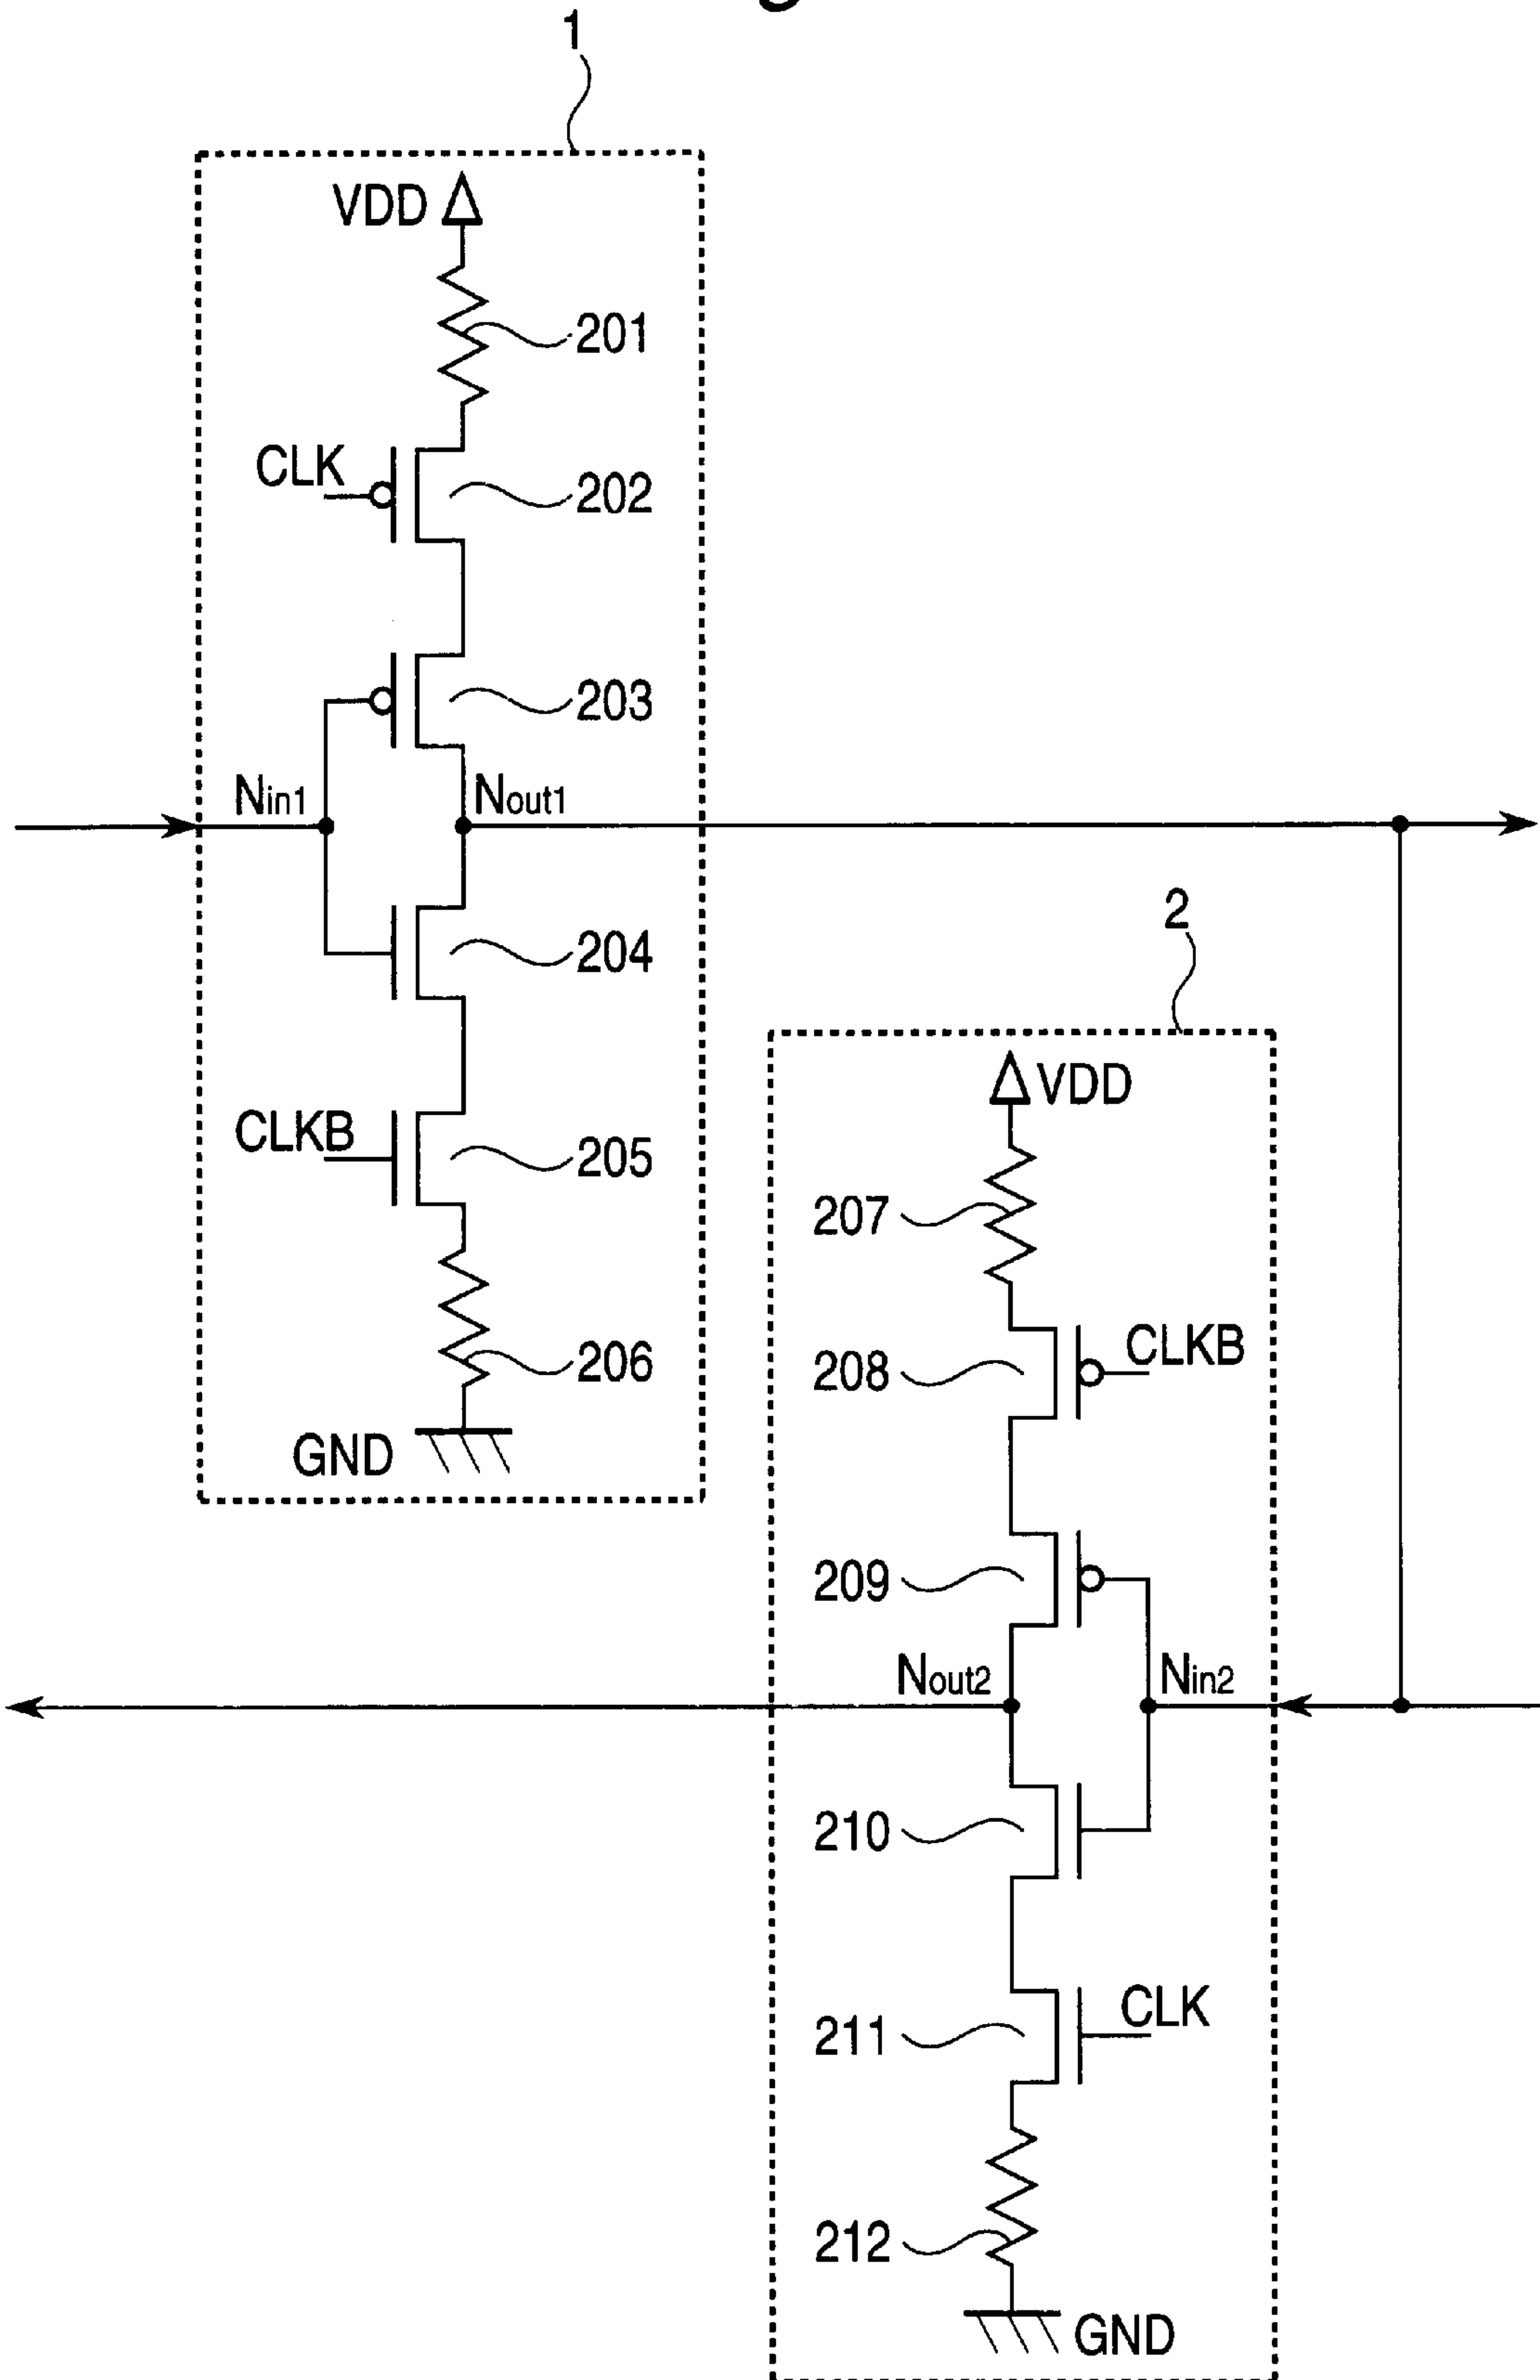 1
VDD
201
CLK
202
203
Nin1
Nout1
204
CLKB
205
206
GND
2
VDD
207
208
CLKB
209
Nout2
Nin2
210
211
CLK
212
GND